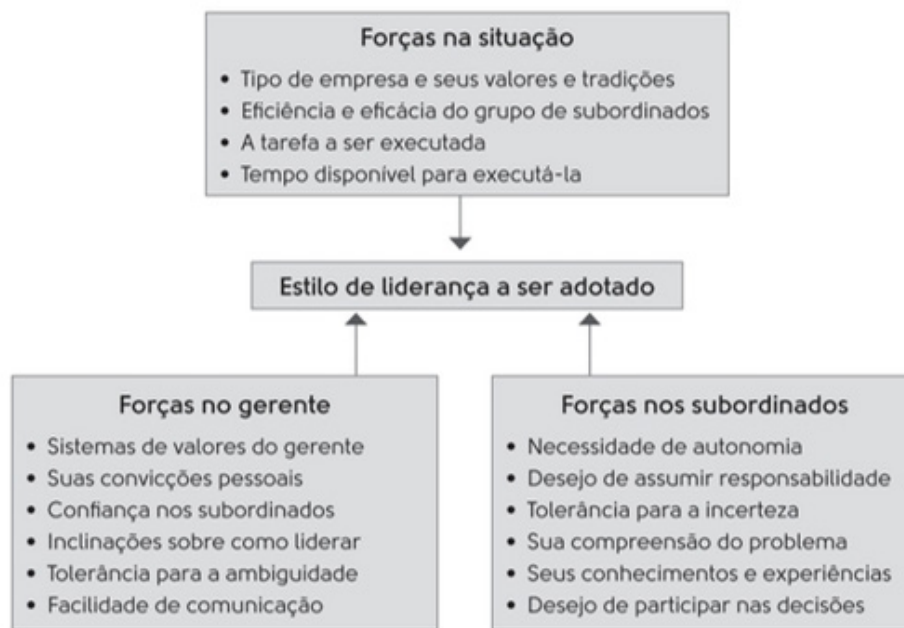 Forças na situação
• Tipo de empresa e seus valores e tradições
• Eficiência e eficácia do grupo de subordinados
• A tarefa a ser executada
• Tempo disponível para executá-la
Estilo de liderança a ser adotado
Forças no gerente
• Sistemas de valores do gerente
• Suas convicções pessoais
• Confiança nos subordinados
• Inclinações sobre como liderar
• Tolerância para a ambiguidade
• Facilidade de comunicação
Forças nos subordinados
• Necessidade de autonomia
• Desejo de assumir responsabilidade
• Tolerância para a incerteza
• Sua compreensão do problema
• Seus conhecimentos e experiências
• Desejo de participar nas decisões